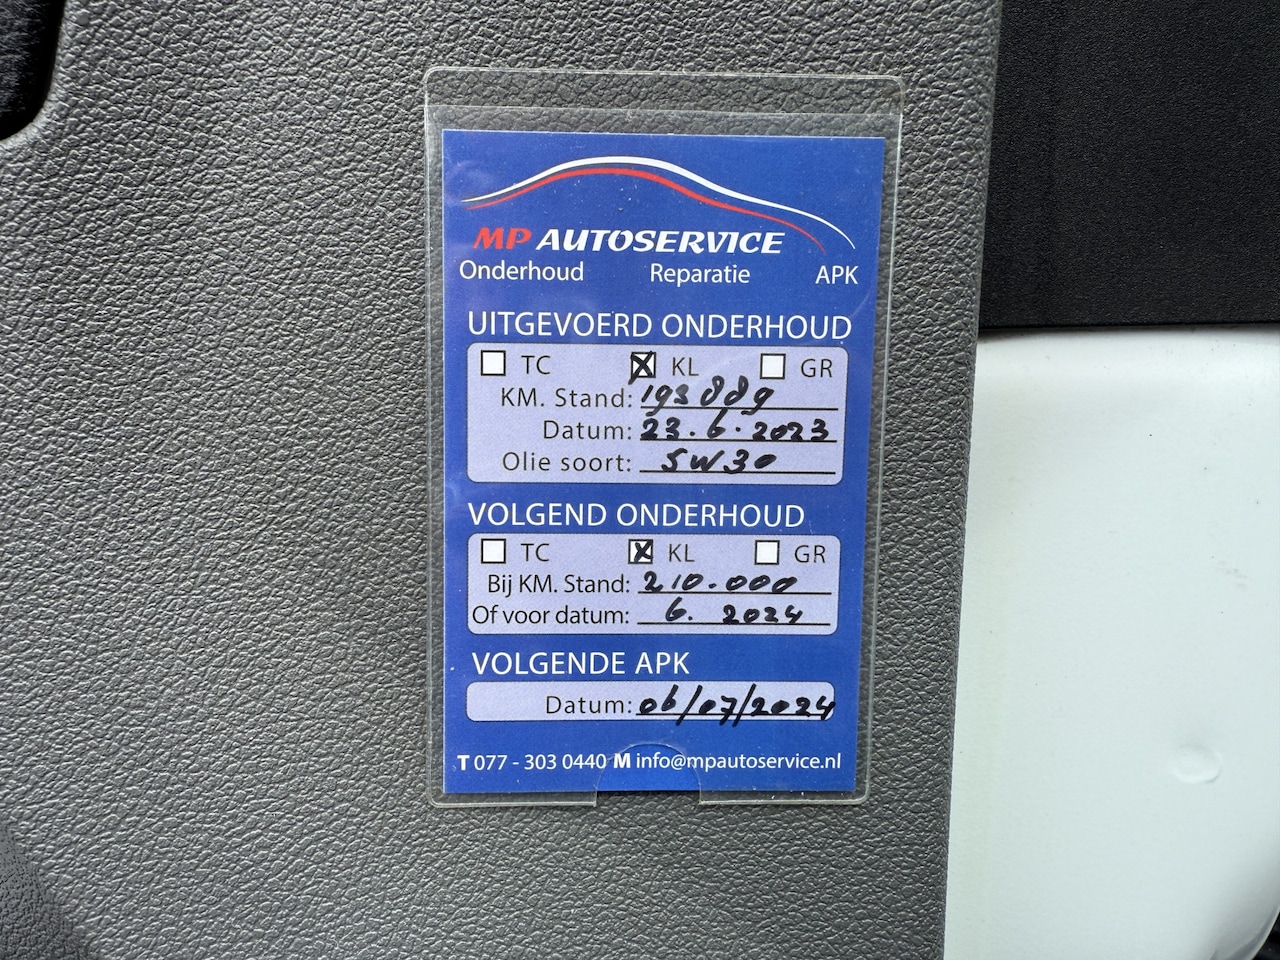 MP AUTOSERVICE
Onderhoud Reparatie APK
UITGEVOERD ONDERHOUD
TC X KL GR
KM. Stand: 193889
Datum: 23.6.2023
Olie soort: 5W30
VOLGEND ONDERHOUD
TC X KL GR
Bij KM. Stand: 210.000
Of voor datum: 6. 2024
VOLGENDE APK
Datum: 06/07/2024
T 077 - 303 0440 M info@mpautoservice.nl